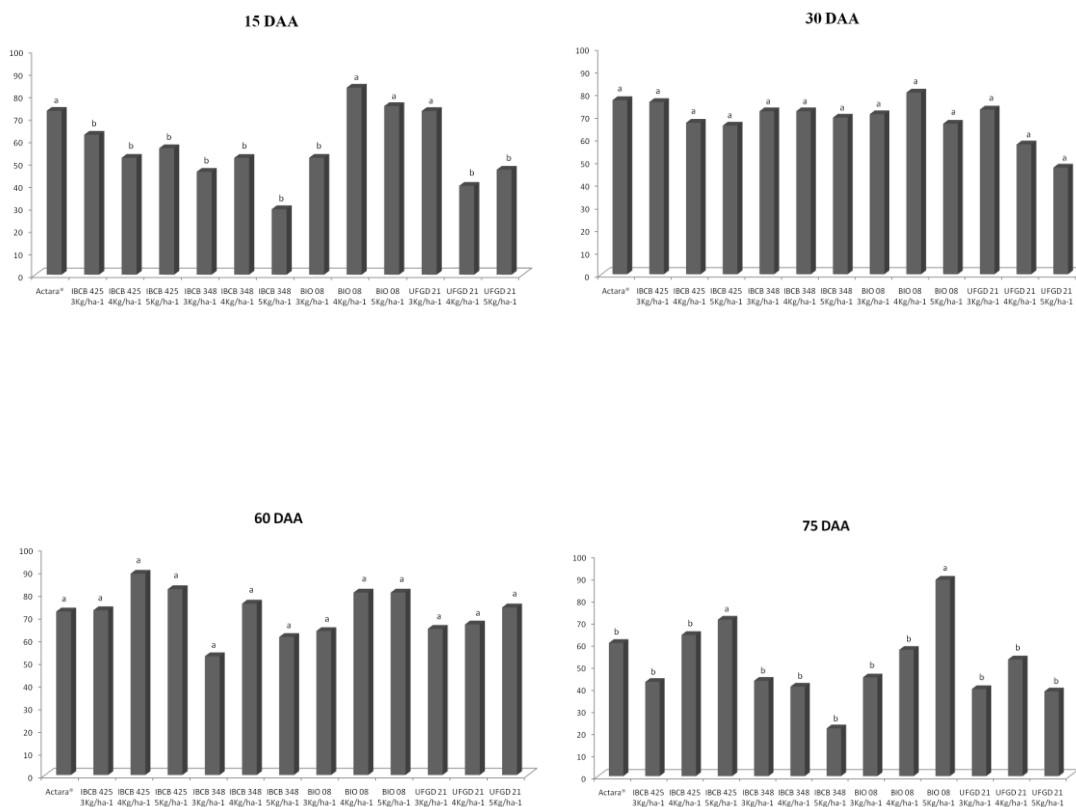 15 DAA
100
90
80
70
60
50
40
30
20
10
0
a b b b b b b b a a a b b
Actara® IBCB 425 IBCB 425 IBCB 425 IBCB 348 IBCB 348 IBCB 348 BIO 08 BIO 08 BIO 08 UFGD 21 UFGD 21 UFGD 21
3Kg/ha-1 4Kg/ha-1 5Kg/ha-1 3Kg/ha-1 4Kg/ha-1 5Kg/ha-1 3Kg/ha-1 4Kg/ha-1 5Kg/ha-1 3Kg/ha-1 4Kg/ha-1 5Kg/ha-1
30 DAA
100
90
80
70
60
50
40
30
20
10
0
a a a a a a a a a a a a a
Actara® IBCB 425 IBCB 425 IBCB 425 IBCB 348 IBCB 348 IBCB 348 BIO 08 BIO 08 BIO 08 UFGD 21 UFGD 21 UFGD 21
3Kg/ha-1 4Kg/ha-1 5Kg/ha-1 3Kg/ha-1 4Kg/ha-1 5Kg/ha-1 3Kg/ha-1 4Kg/ha-1 5Kg/ha-1 3Kg/ha-1 4Kg/ha-1 5Kg/ha-1
60 DAA
100
90
80
70
60
50
40
30
20
10
0
a a a a a a a a a a a a a
Actara® IBCB 425 IBCB 425 IBCB 425 IBCB 348 IBCB 348 IBCB 348 BIO 08 BIO 08 BIO 08 UFGD 21 UFGD 21 UFGD 21
3Kg/ha-1 4Kg/ha-1 5Kg/ha-1 3Kg/ha-1 4Kg/ha-1 5Kg/ha-1 3Kg/ha-1 4Kg/ha-1 5Kg/ha-1 3Kg/ha-1 4Kg/ha-1 5Kg/ha-1
75 DAA
100
90
80
70
60
50
40
30
20
10
0
b b b a b b b b b a b b b
Actara® IBCB 425 IBCB 425 IBCB 425 IBCB 348 IBCB 348 IBCB 348 BIO 08 BIO 08 BIO 08 UFGD 21 UFGD 21 UFGD 21
3Kg/ha-1 4Kg/ha-1 5Kg/ha-1 3Kg/ha-1 4Kg/ha-1 5Kg/ha-1 3Kg/ha-1 4Kg/ha-1 5Kg/ha-1 3Kg/ha-1 4Kg/ha-1 5Kg/ha-1